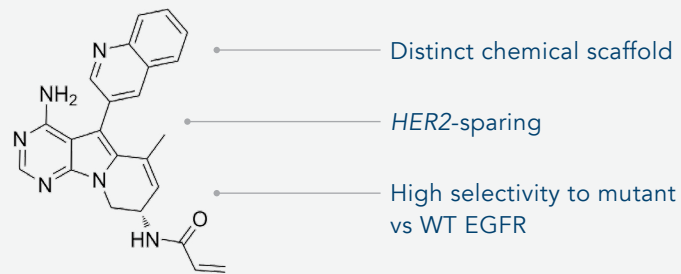 N
Distinct chemical scaffold
NH₂
HER2-sparing
N
N
N
High selectivity to mutant
vs WT EGFR
O
HN